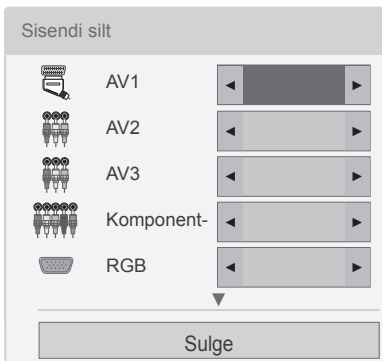 Sisendi silt
AV1
AV2
AV3
Komponent-
RGB
Sulge